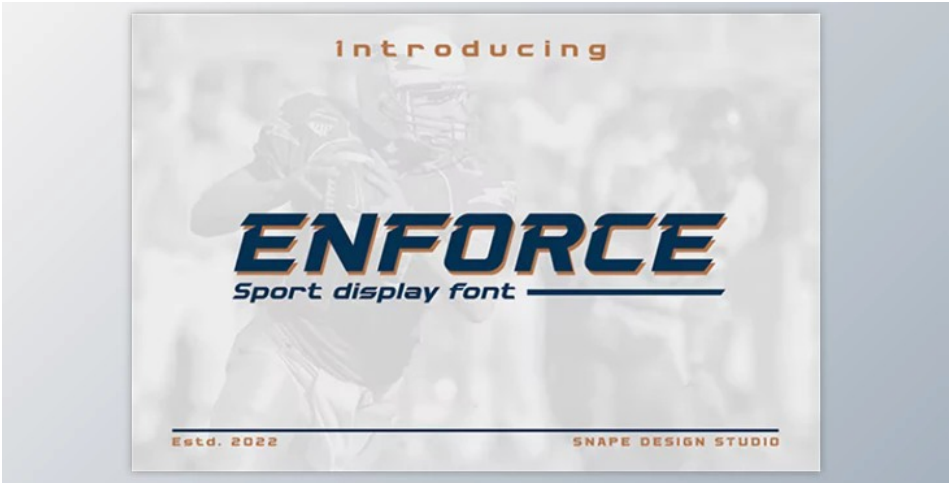 Introducing
ENFORCE
Sport display font
Estd. 2022
SNAPE DESIGN STUDIO